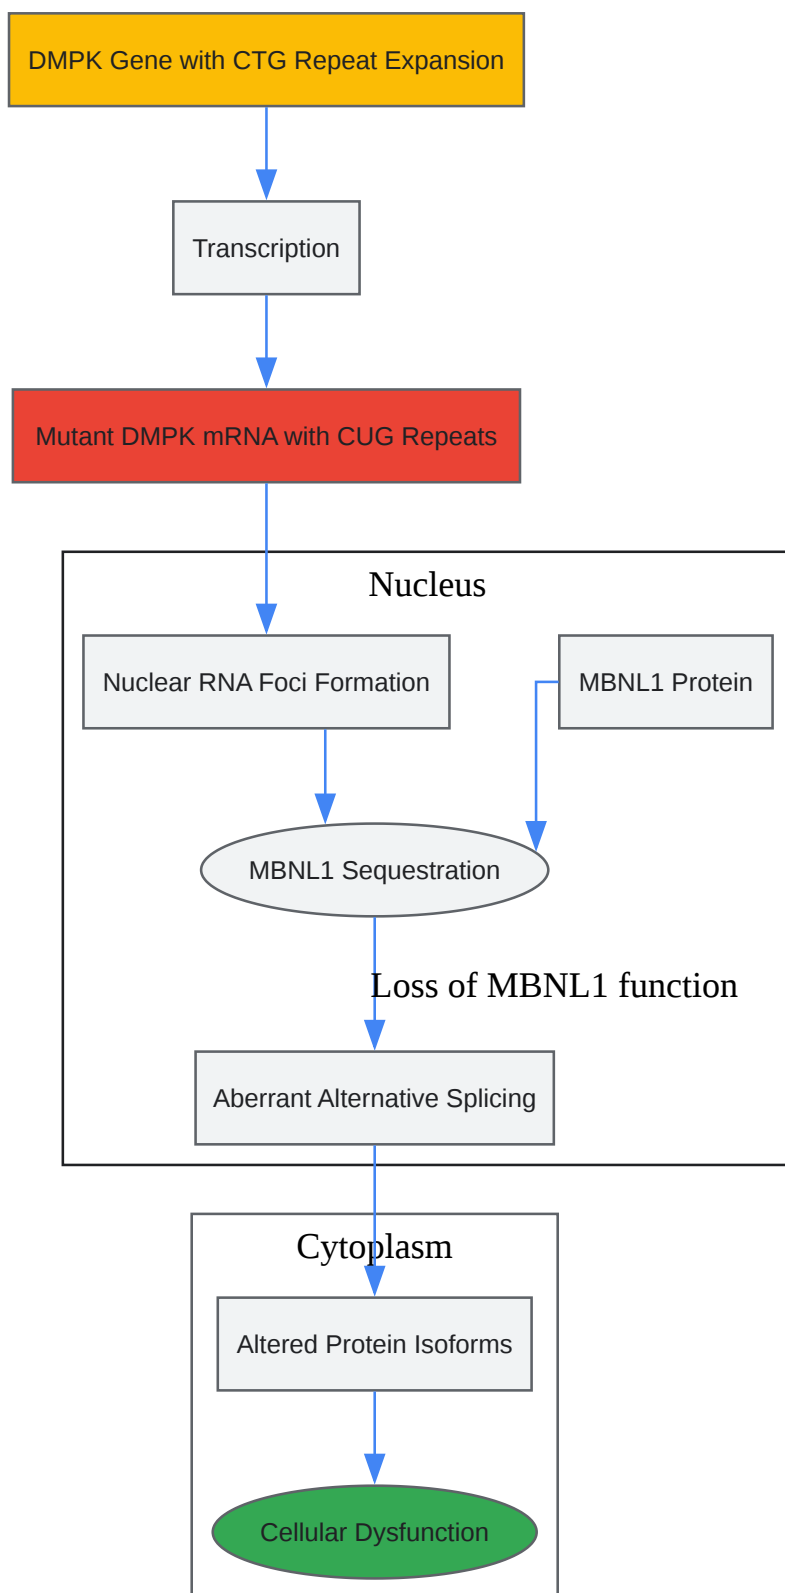 DMPK Gene with CTG Repeat Expansion
Transcription
Mutant DMPK mRNA with CUG Repeats
Nucleus
Nuclear RNA Foci Formation
MBNL1 Protein
MBNL1 Sequestration
Loss of MBNL1 function
Aberrant Alternative Splicing
Cytoplasm
Altered Protein Isoforms
Cellular Dysfunction